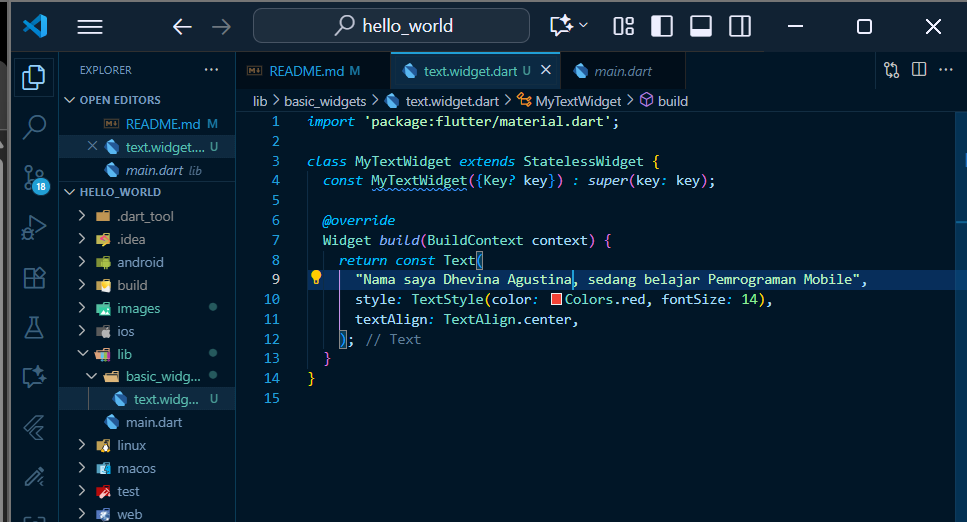 hello_world
EXPLORER
OPEN EDITORS
README.md M
text.widget.... U
main.dart lib
18
HELLO_WORLD
.dart_tool
.idea
android
build
images
ios
lib
basic_widg...
text.widg... U
main.dart
linux
macos
test
web
README.md M
text.widget.dart U
main.dart
lib > basic_widgets > text.widget.dart > MyTextWidget > build
1 import 'package:flutter/material.dart';
2
3 class MyTextWidget extends StatelessWidget {
4 const MyTextWidget({Key? key}) : super(key: key);
5
6 @override
7 Widget build(BuildContext context) {
8 return const Text(
9 "Nama saya Dhevina Agustina, sedang belajar Pemrograman Mobile",
10 style: TextStyle(color: Colors.red, fontSize: 14),
11 textAlign: TextAlign.center,
12 ); // Text
13 }
14 }
15